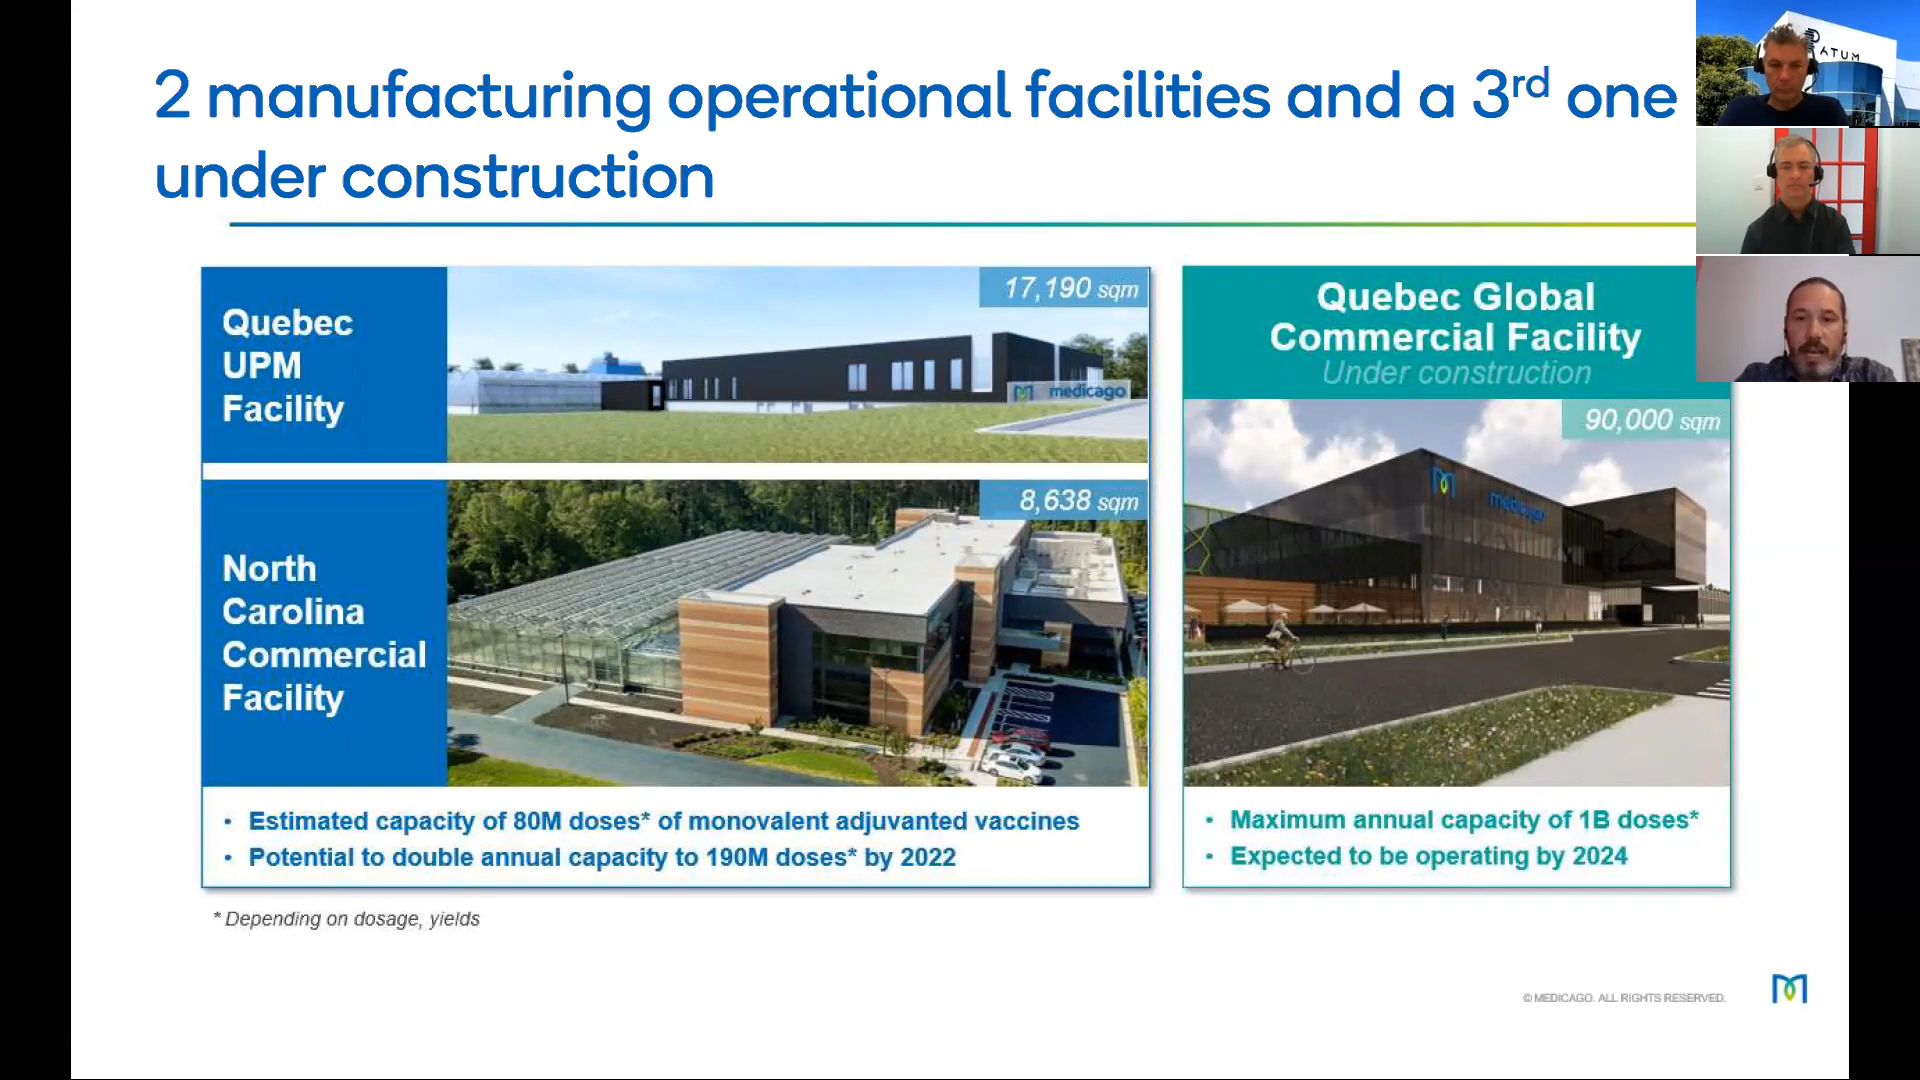 2 manufacturing operational facilities and a 3rd one
under construction
Quebec
UPM
Facility
17,190 sqm
medicago
North
Carolina
Commercial
Facility
8,638 sqm
• Estimated capacity of 80M doses* of monovalent adjuvanted vaccines
• Potential to double annual capacity to 190M doses* by 2022
Quebec Global
Commercial Facility
Under construction
90,000 sqm
medicago
• Maximum annual capacity of 1B doses*
• Expected to be operating by 2024
* Depending on dosage, yields
© MEDICAGO. ALL RIGHTS RESERVED.
ATUM